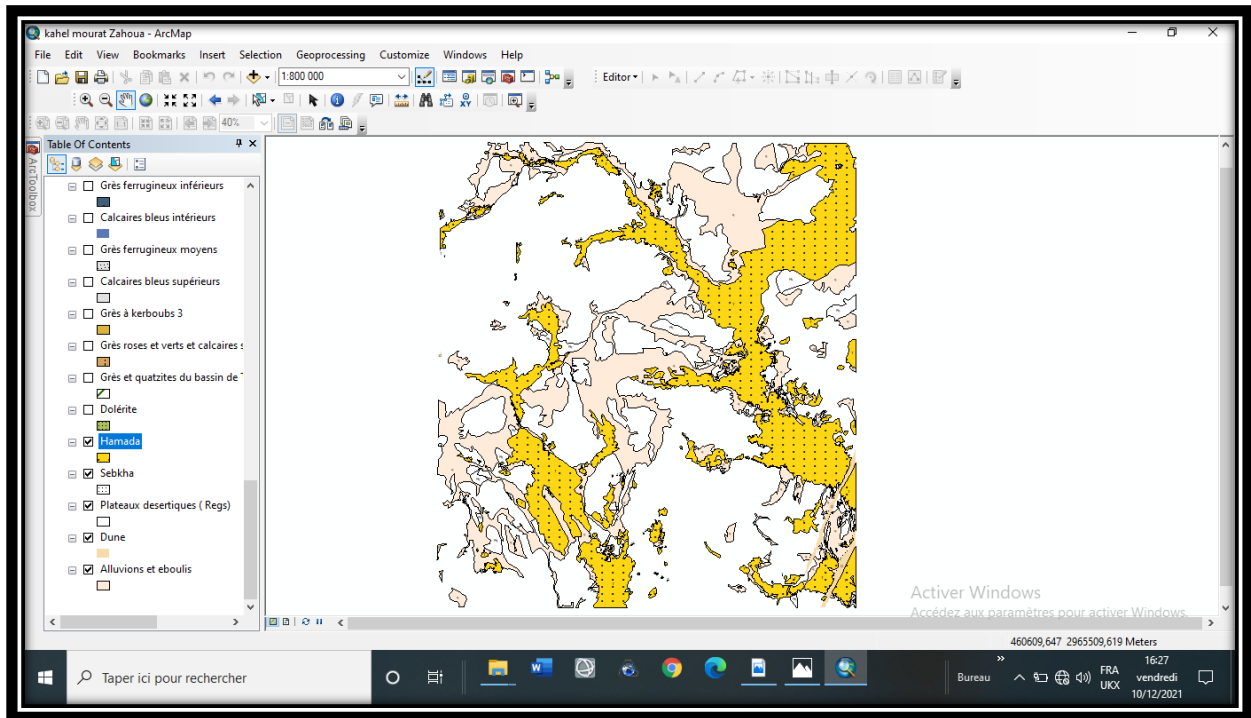 kahel mourat Zahoua - ArcMap
File Edit View Bookmarks Insert Selection Geoprocessing Customize Windows Help
1:800 000
Editor
40%
Table Of Contents
ArcToolbox
Grès ferrugineux inférieurs
Calcaires bleus intérieurs
Grès ferrugineux moyens
Calcaires bleus supérieurs
Grès à kerboubs 3
Grès roses et verts et calcaires s
Grès et quatzites du bassin de
Dolérite
Hamada
Sebkha
Plateaux desertiques ( Regs)
Dune
Alluvions et eboulis
Activer Windows
Accédez aux paramètres pour activer Windows.
460609,647 2965509,619 Meters
Taper ici pour rechercher
Bureau
FRA
UKX
16:27
vendredi
10/12/2021